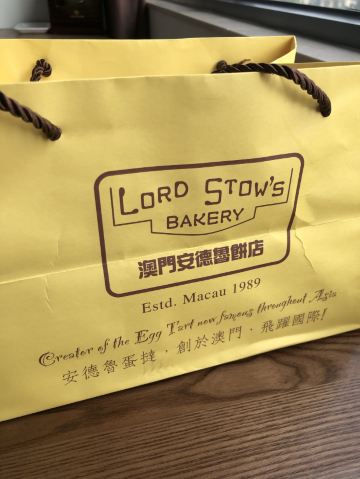 LORD STOW'S
BAKERY
澳門安德魯餅店
Estd. Macau 1989
Creator of the Egg Tart now famous throughout Asia
安德魯蛋撻，創於澳門，飛躍國際!